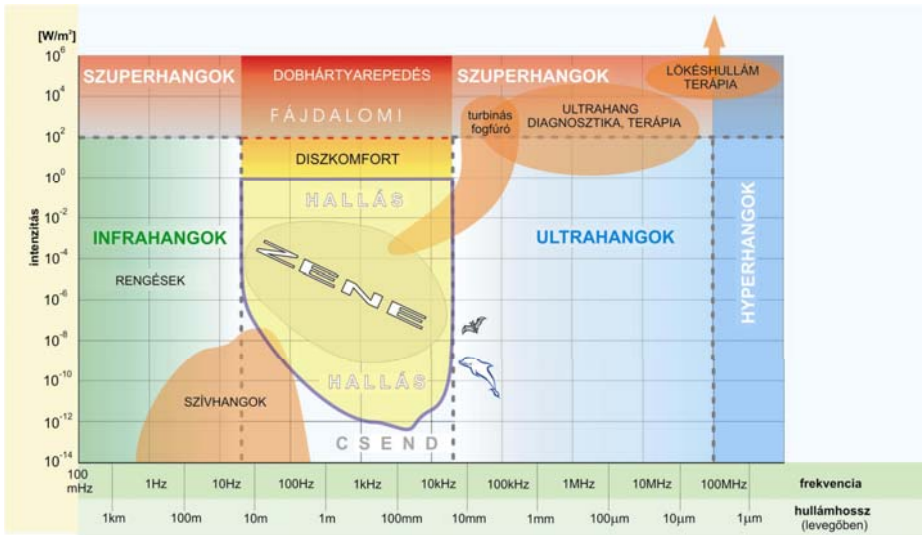 [W/m²]
10⁶
10⁴
10²
10⁰
10⁻²
10⁻⁴
10⁻⁶
10⁻⁸
10⁻¹⁰
10⁻¹²
10⁻¹⁴
intenzitás
SZUPERHANGOK
DOBHÁRTYAREPEDÉS
SZUPERHANGOK
LÖKÉSHULLÁM
TERÁPIA
FÁJDALOMI
turbinás
fogfúró
ULTRAHANG
DIAGNOSZTIKA, TERÁPIA
DISZKOMFORT
HALLÁS
INFRAHANGOK
ZENE
ULTRAHANGOK
HYPERHANGOK
RENGÉSEK
HALLÁS
SZÍVHANGOK
CSEND
100 mHz 1Hz 10Hz 100Hz 1kHz 10kHz 100kHz 1MHz 10MHz 100MHz frekvencia
1km 100m 10m 1m 100mm 10mm 1mm 100μm 10μm 1μm hullámhossz
(levegőben)